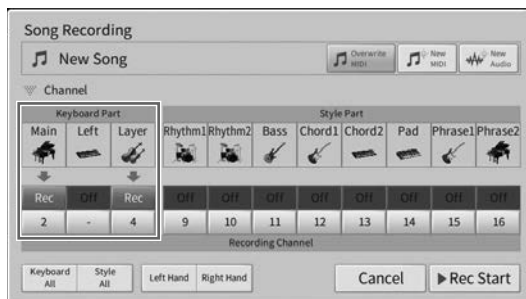 Song Recording
New Song
Overwrite MIDI
New MIDI
New Audio
Channel
Keyboard Part
Style Part
Main Left Layer Rhythm1 Rhythm2 Bass Chord1 Chord2 Pad Phrase1 Phrase2
Rec Off Rec Off Off Off Off Off Off Off Off
2 - 4 9 10 11 12 13 14 15 16
Recording Channel
Keyboard All
Style All
Left Hand
Right Hand
Cancel
Rec Start